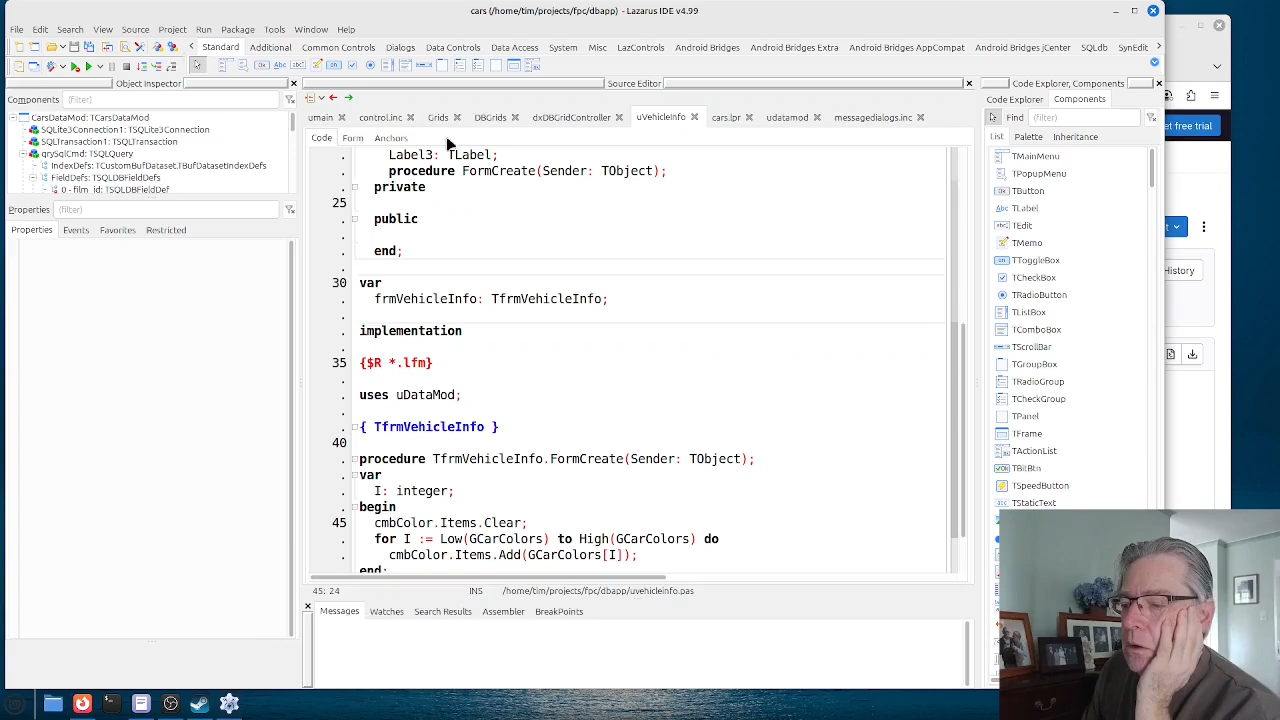 cars (/home/tim/projects/fpc/dbapp) - Lazarus IDE v4.99
File Edit Search View Source Project Run Package Tools Window Help
Standard Additional Common Controls Dialogs Data Controls Data Access System Misc LazControls Android Bridges Android Bridges Extra Android Bridges AppCompat Android Bridges jCenter SQLdb SynEdit
Object Inspector
Source Editor
Code Explorer, Components
Components (filter)
CarsDataMod: TCarsDataMod
SQLite3Connection1: TSQLite3Connection
SQLTransaction1: TSQLTransaction
qrySqlCmd: TSQLQuery
IndexDefs: TCustomBufDataset.TBufDatasetIndexDefs
FieldDefs: TSQLDBFieldDefs
0 - film_id: TSQLDBFieldDef
Properties (filter)
Properties Events Favorites Restricted
umain control.inc Grids DBGrids dxDBGridController uvehicleinfo cars.lpr udatamod messagedialogs.inc
Code Form Anchors
Label3: TLabel;
procedure FormCreate(Sender: TObject);
private
25
public
end;
30 var
frmVehicleInfo: TfrmVehicleInfo;
implementation
35 {$R *.lfm}
uses uDataMod;
{ TfrmVehicleInfo }
40
procedure TfrmVehicleInfo.FormCreate(Sender: TObject);
var
I: integer;
begin
45 cmbColor.Items.Clear;
for I := Low(GCarColors) to High(GCarColors) do
cmbColor.Items.Add(GCarColors[I]);
end;
45: 24 INS /home/tim/projects/fpc/dbapp/uvehicleinfo.pas
Messages Watches Search Results Assembler BreakPoints
Code Explorer Components
Find (filter)
List Palette Inheritance
TMainMenu
TPopupMenu
TButton
TLabel
TEdit
TMemo
TToggleBox
TCheckBox
TRadioButton
TListBox
TComboBox
TScrollBar
TGroupBox
TRadioGroup
TCheckGroup
TPanel
TFrame
TActionList
TBitBtn
TSpeedButton
TStaticText
free trial
History